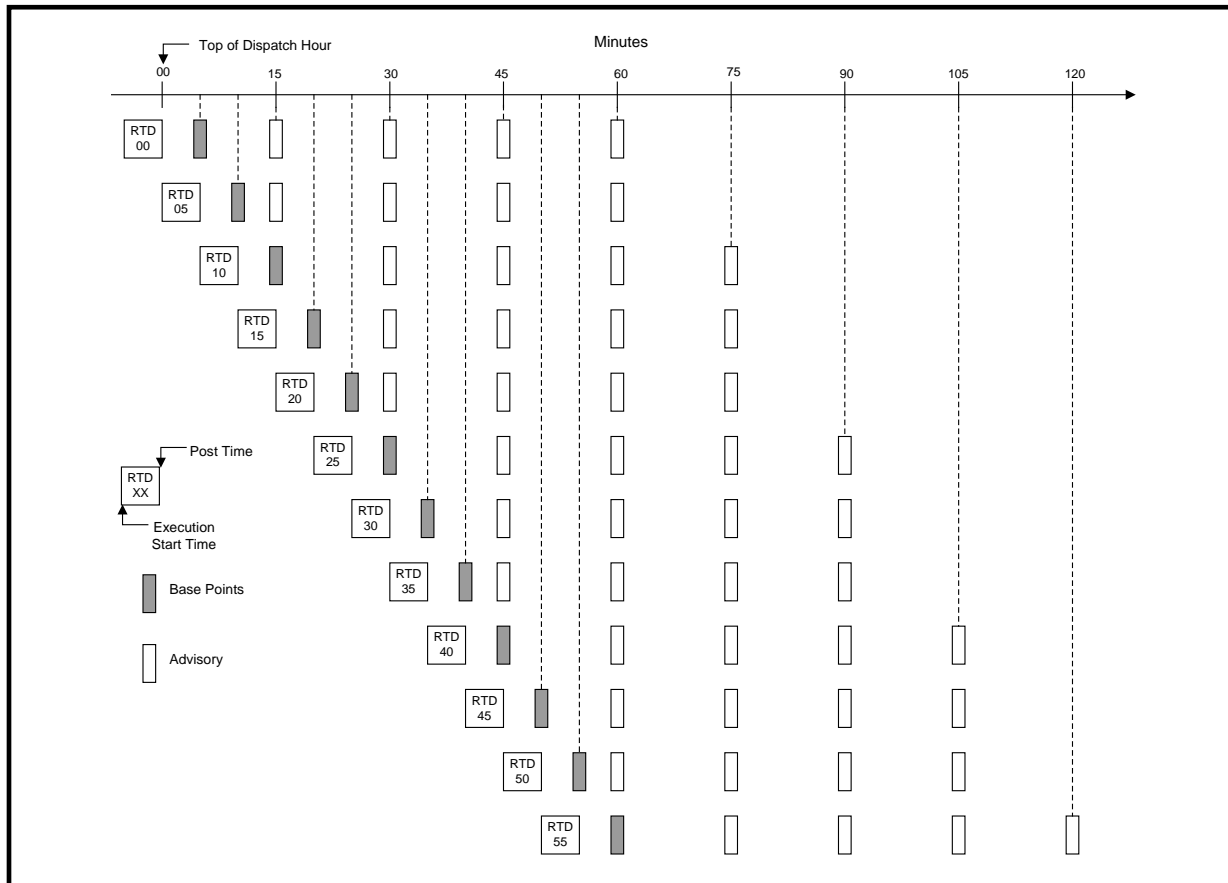 Top of Dispatch Hour
Minutes
00 15 30 45 60 75 90 105 120
RTD
00
RTD
05
RTD
10
RTD
15
RTD
20
RTD
25
Post Time
RTD
XX
Execution
Start Time
RTD
30
RTD
35
Base Points
RTD
40
Advisory
RTD
45
RTD
50
RTD
55